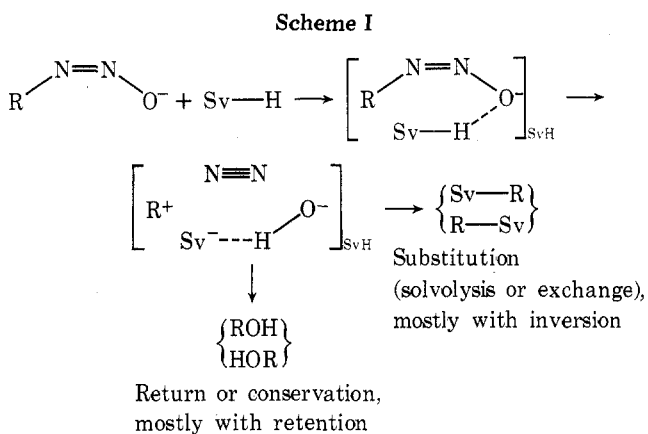 Scheme I
R N=N O⁻ + Sv—H → [R N=N O⁻ Sv—H]SvH →
[R⁺ N≡N Sv⁻---H O⁻]SvH → {Sv—R R—Sv}
Substitution
(solvolysis or exchange),
mostly with inversion
{ROH HOR}
Return or conservation,
mostly with retention